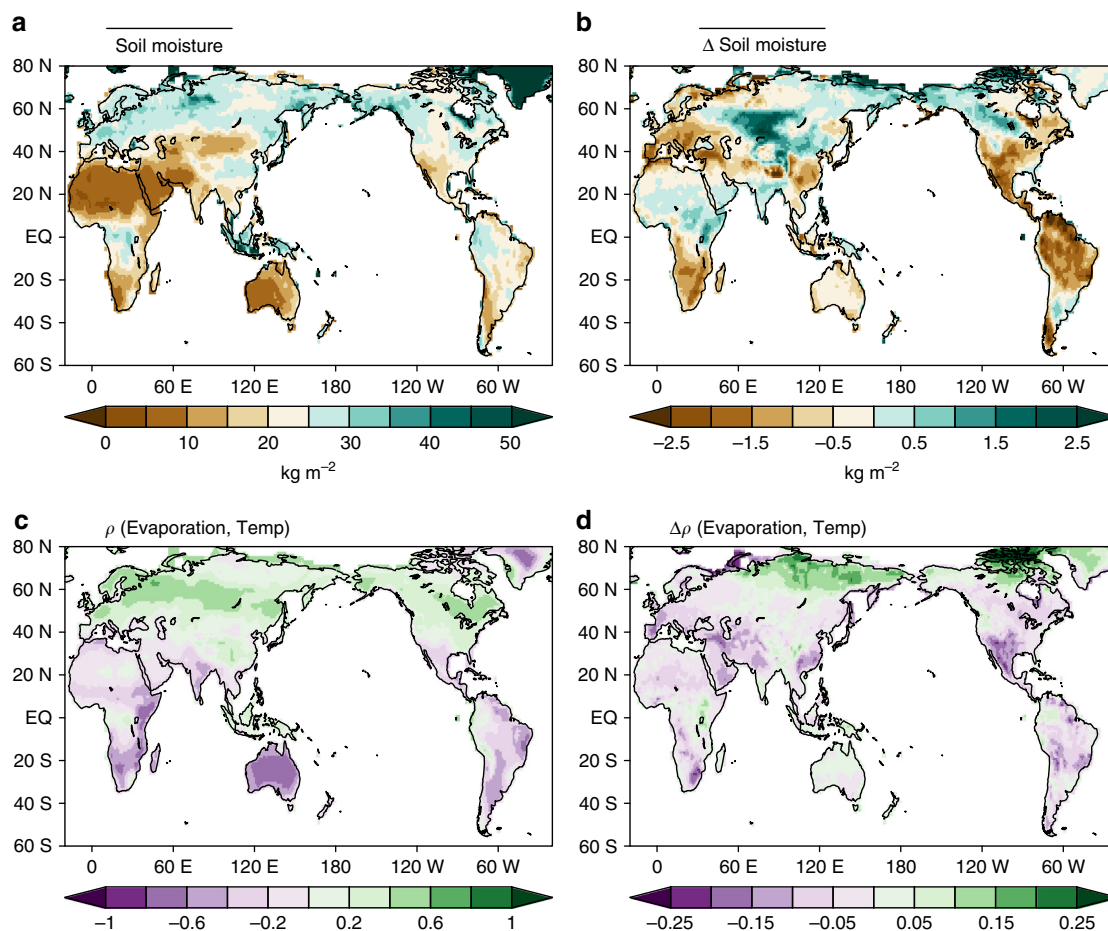 a
Soil moisture
80 N
60 N
40 N
20 N
EQ
20 S
40 S
60 S
0 60 E 120 E 180 120 W 60 W
0 10 20 30 40 50
kg m⁻²
b
Δ Soil moisture
80 N
60 N
40 N
20 N
EQ
20 S
40 S
60 S
0 60 E 120 E 180 120 W 60 W
−2.5 −1.5 −0.5 0.5 1.5 2.5
kg m⁻²
c
ρ (Evaporation, Temp)
80 N
60 N
40 N
20 N
EQ
20 S
40 S
60 S
0 60 E 120 E 180 120 W 60 W
−1 −0.6 −0.2 0.2 0.6 1
d
Δρ (Evaporation, Temp)
80 N
60 N
40 N
20 N
EQ
20 S
40 S
60 S
0 60 E 120 E 180 120 W 60 W
−0.25 −0.15 −0.05 0.05 0.15 0.25